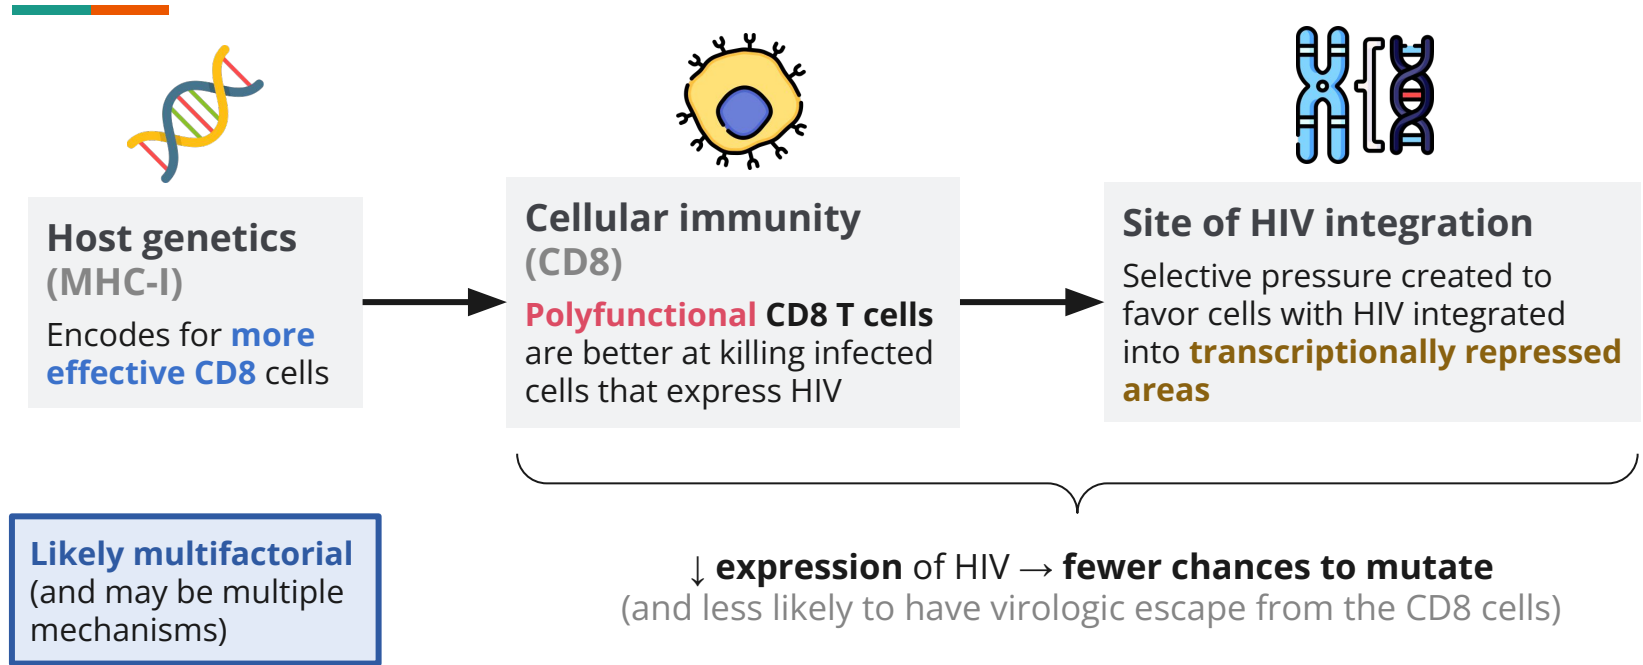 Host genetics
(MHC-I)
Encodes for more
effective CD8 cells
Cellular immunity
(CD8)
Polyfunctional CD8 T cells
are better at killing infected
cells that express HIV
Site of HIV integration
Selective pressure created to
favor cells with HIV integrated
into transcriptionally repressed
areas
Likely multifactorial
(and may be multiple
mechanisms)
↓ expression of HIV → fewer chances to mutate
(and less likely to have virologic escape from the CD8 cells)